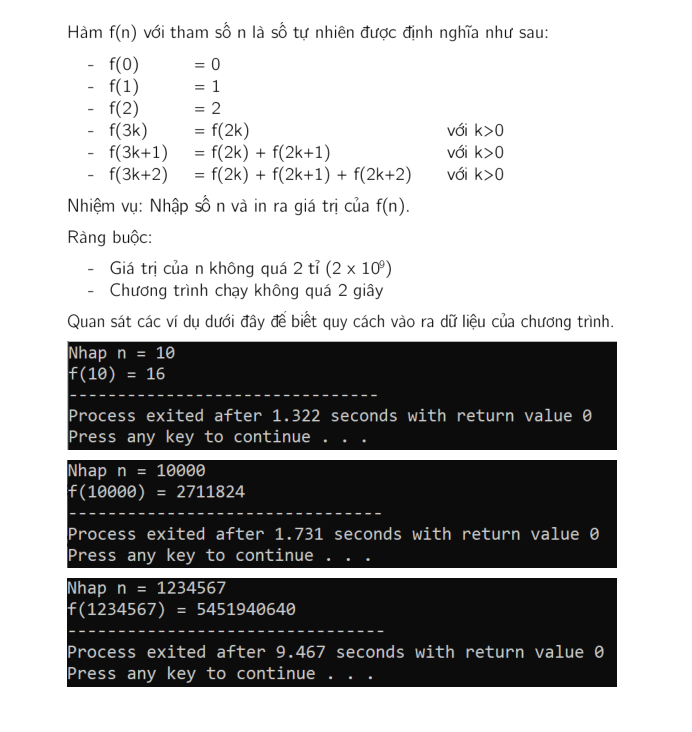 Hàm f(n) với tham số n là số tự nhiên được định nghĩa như sau:
- f(0) = 0
- f(1) = 1
- f(2) = 2
- f(3k) = f(2k) với k>0
- f(3k+1) = f(2k) + f(2k+1) với k>0
- f(3k+2) = f(2k) + f(2k+1) + f(2k+2) với k>0
Nhiệm vụ: Nhập số n và in ra giá trị của f(n).
Ràng buộc:
- Giá trị của n không quá 2 tỉ (2 x 10⁹)
- Chương trình chạy không quá 2 giây
Quan sát các ví dụ dưới đây để biết quy cách vào ra dữ liệu của chương trình.
Nhap n = 10
f(10) = 16
--------------------------------
Process exited after 1.322 seconds with return value 0
Press any key to continue . . .
Nhap n = 10000
f(10000) = 2711824
--------------------------------
Process exited after 1.731 seconds with return value 0
Press any key to continue . . .
Nhap n = 1234567
f(1234567) = 5451940640
--------------------------------
Process exited after 9.467 seconds with return value 0
Press any key to continue . . .